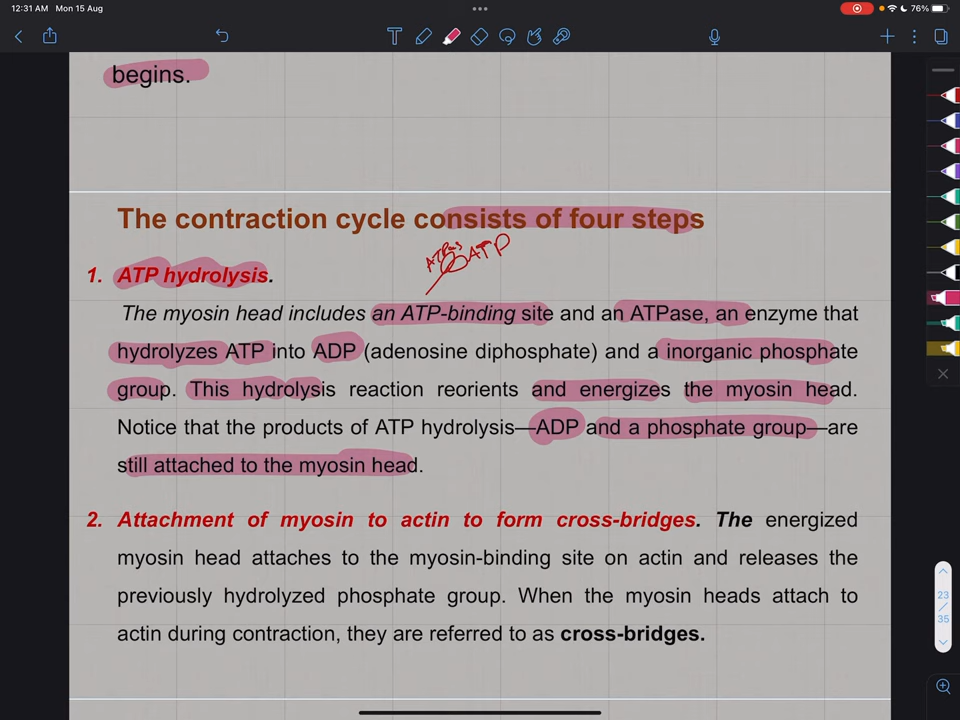 12:31 AM Mon 15 Aug
76%
begins.
The contraction cycle consists of four steps
ATP
1. ATP hydrolysis.
The myosin head includes an ATP-binding site and an ATPase, an enzyme that
hydrolyzes ATP into ADP (adenosine diphosphate) and a inorganic phosphate
group. This hydrolysis reaction reorients and energizes the myosin head.
Notice that the products of ATP hydrolysis—ADP and a phosphate group—are
still attached to the myosin head.
2. Attachment of myosin to actin to form cross-bridges. The energized
myosin head attaches to the myosin-binding site on actin and releases the
previously hydrolyzed phosphate group. When the myosin heads attach to
actin during contraction, they are referred to as cross-bridges.
23
/
35